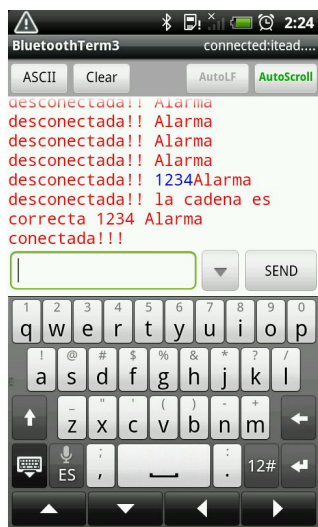 2:24
BluetoothTerm3 connected:itead....
ASCII Clear AutoLF AutoScroll
desconectada!! Alarma
desconectada!! Alarma
desconectada!! Alarma
desconectada!! Alarma
desconectada!! 1234Alarma
desconectada!! la cadena es
correcta 1234 Alarma
conectada!!!
SEND
1 2 3 4 5 6 7 8 9 0
q w e r t y u i o p
! @ # $ % & * ? /
a s d f g h j k l
_ " ' ( ) - +
z x c v b n m
ES ; , : . 12#